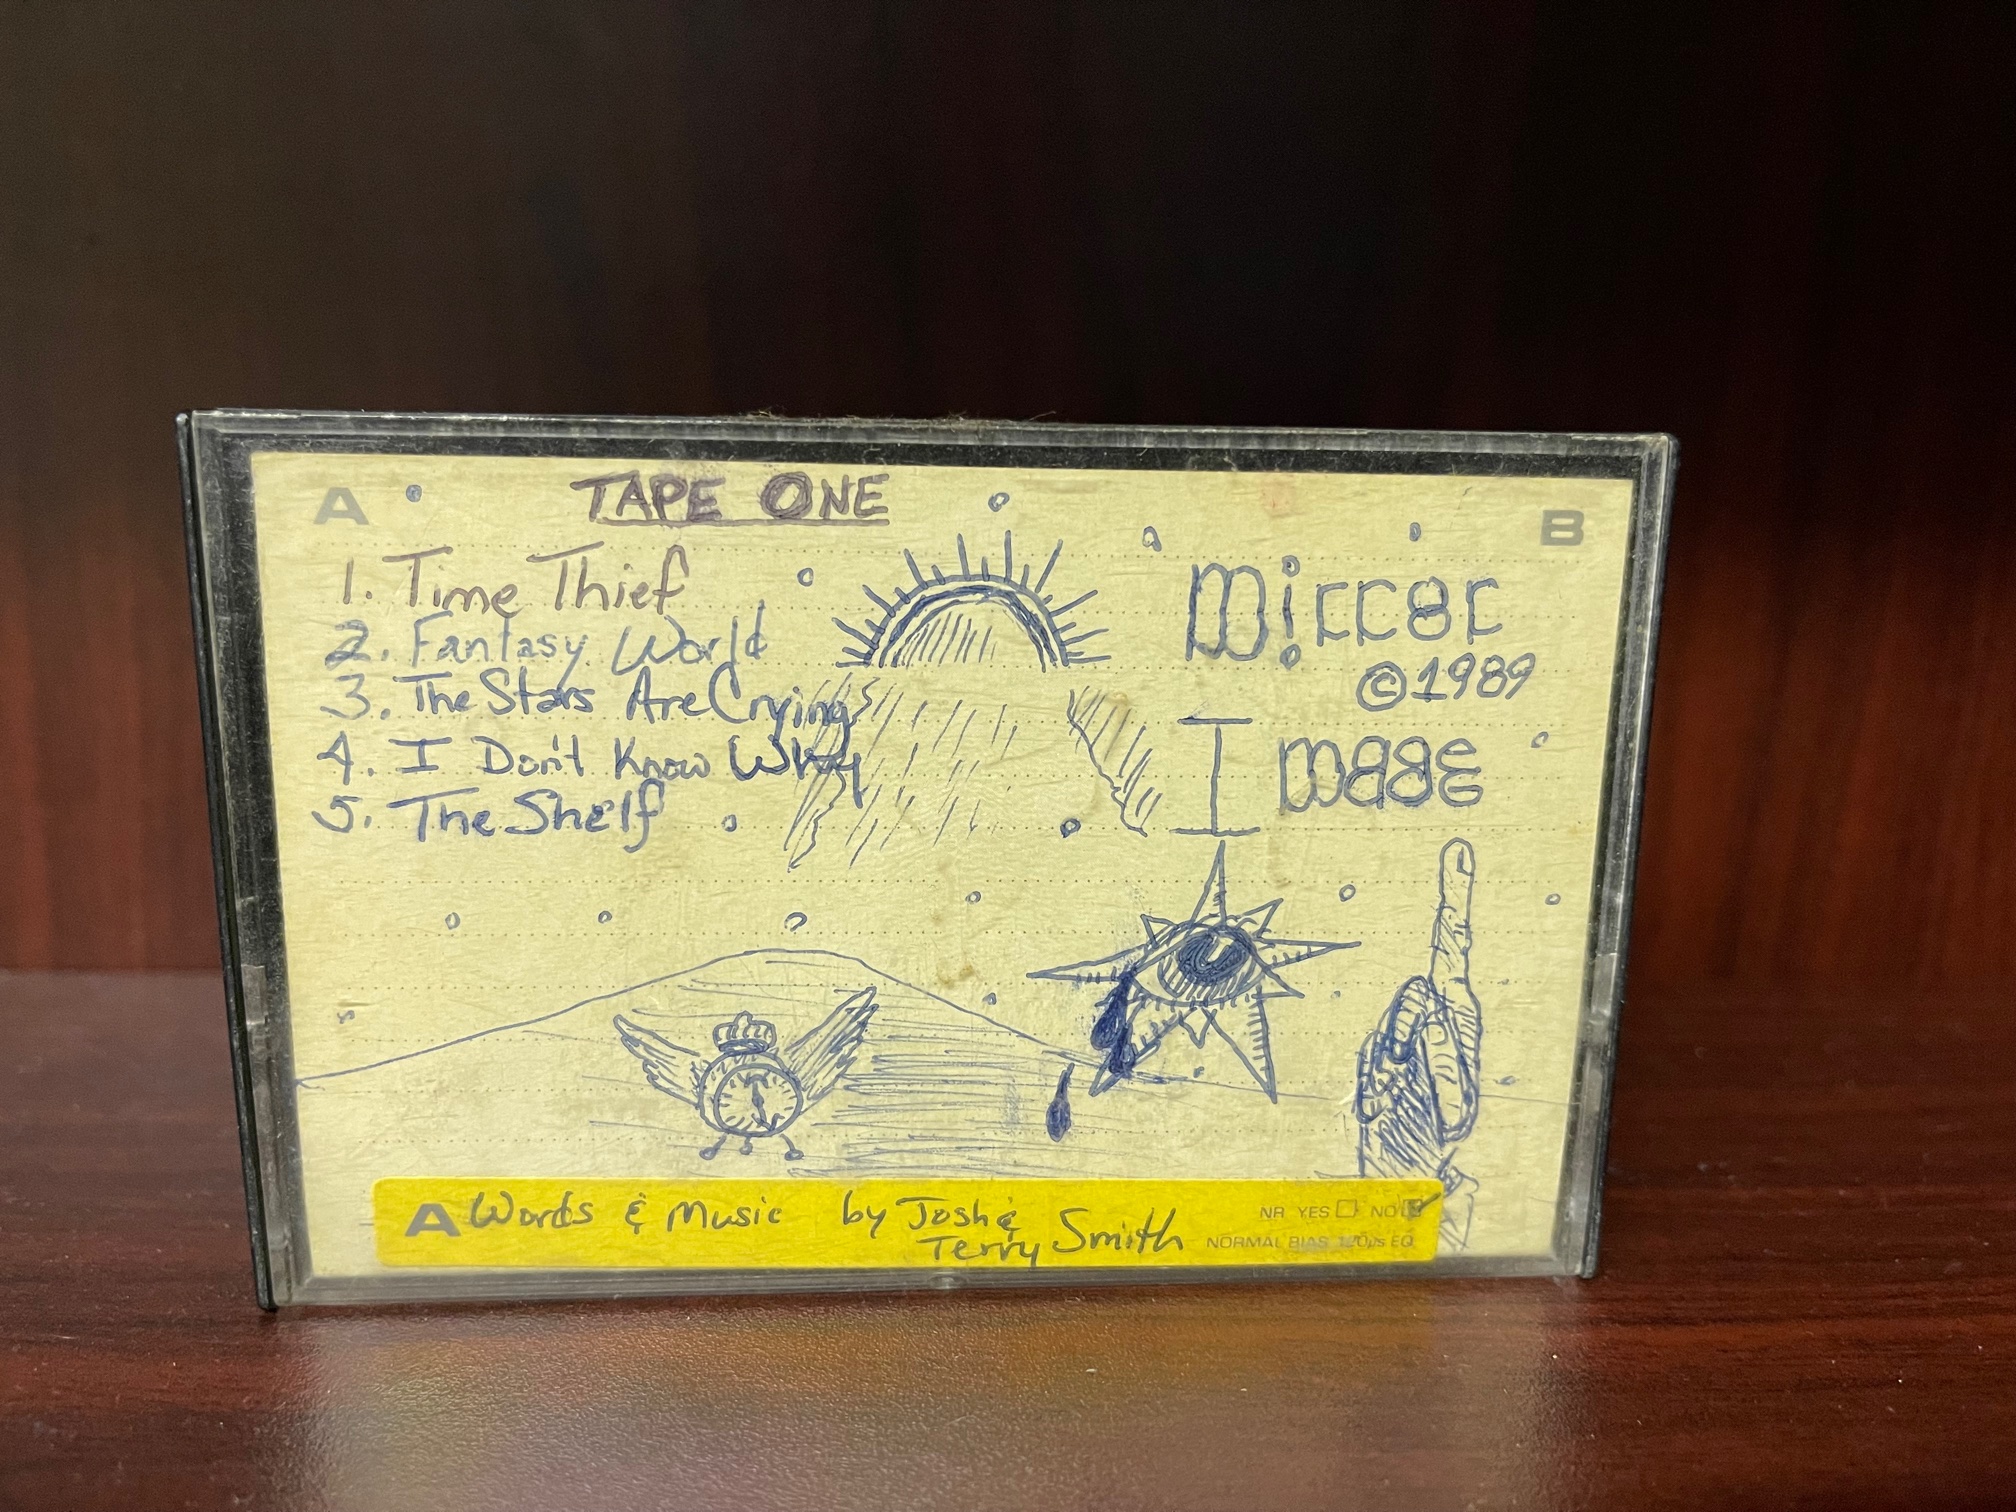 A
TAPE ONE
B
1. Time Thief
2. Fantasy World
3. The Stars Are Crying
4. I Don't Know Why
5. The Shelf
Mirror
©1989
Image
A Words & Music by Josh &
Terry Smith
NR YES NO
NORMAL BIAS 120µs EQ